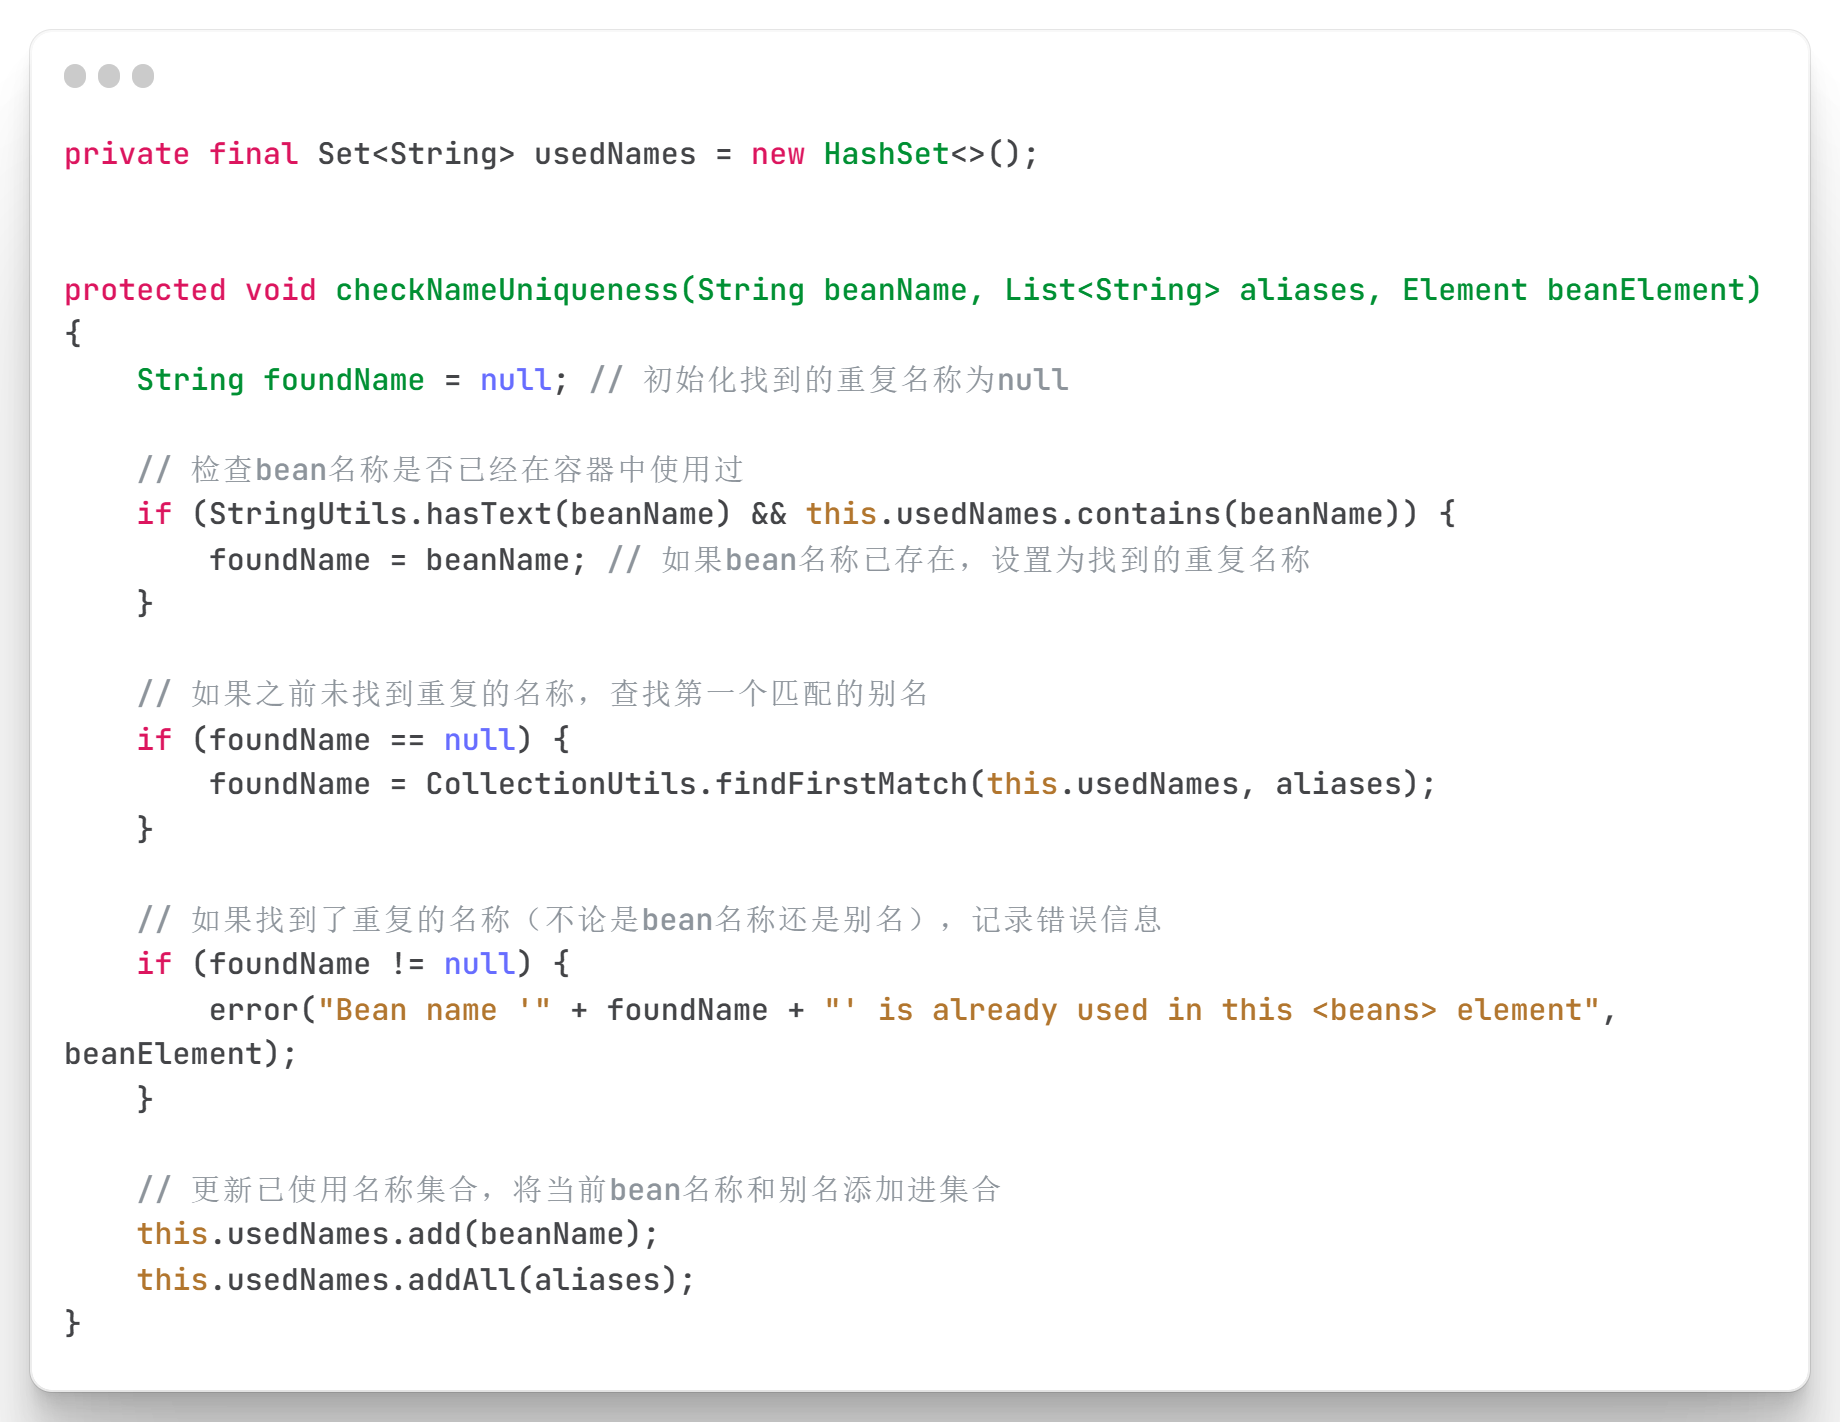 private final Set<String> usedNames = new HashSet<>();
protected void checkNameUniqueness(String beanName, List<String> aliases, Element beanElement)
{
    String foundName = null; // 初始化找到的重复名称为null
    // 检查bean名称是否已经在容器中使用过
    if (StringUtils.hasText(beanName) && this.usedNames.contains(beanName)) {
        foundName = beanName; // 如果bean名称已存在，设置为找到的重复名称
    }
    // 如果之前未找到重复的名称，查找第一个匹配的别名
    if (foundName == null) {
        foundName = CollectionUtils.findFirstMatch(this.usedNames, aliases);
    }
    // 如果找到了重复的名称（不论是bean名称还是别名），记录错误信息
    if (foundName != null) {
        error("Bean name '" + foundName + "' is already used in this <beans> element",
beanElement);
    }
    // 更新已使用名称集合，将当前bean名称和别名添加进集合
    this.usedNames.add(beanName);
    this.usedNames.addAll(aliases);
}